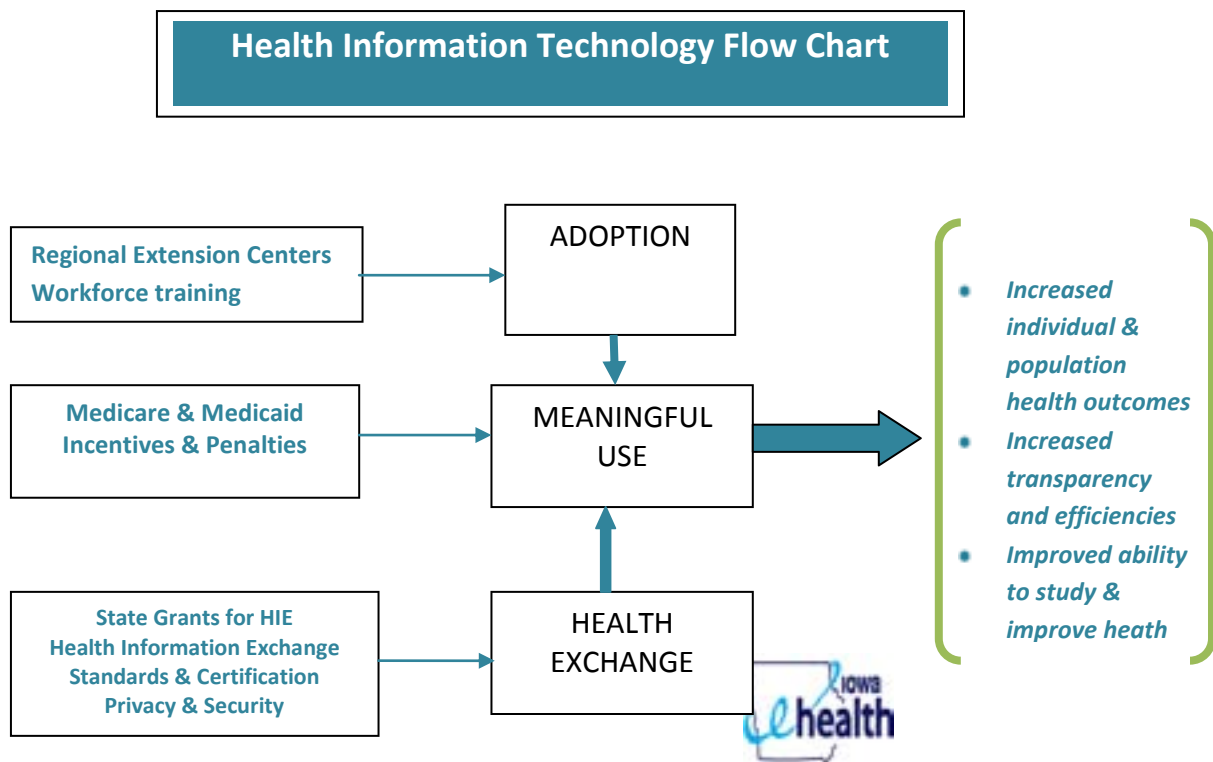 Health Information Technology Flow Chart
Regional Extension Centers
Workforce training
ADOPTION
Medicare & Medicaid
Incentives & Penalties
MEANINGFUL
USE
State Grants for HIE
Health Information Exchange
Standards & Certification
Privacy & Security
HEALTH
EXCHANGE
Increased
individual &
population
health outcomes
Increased
transparency
and efficiencies
Improved ability
to study &
improve heath
iowa
ehealth